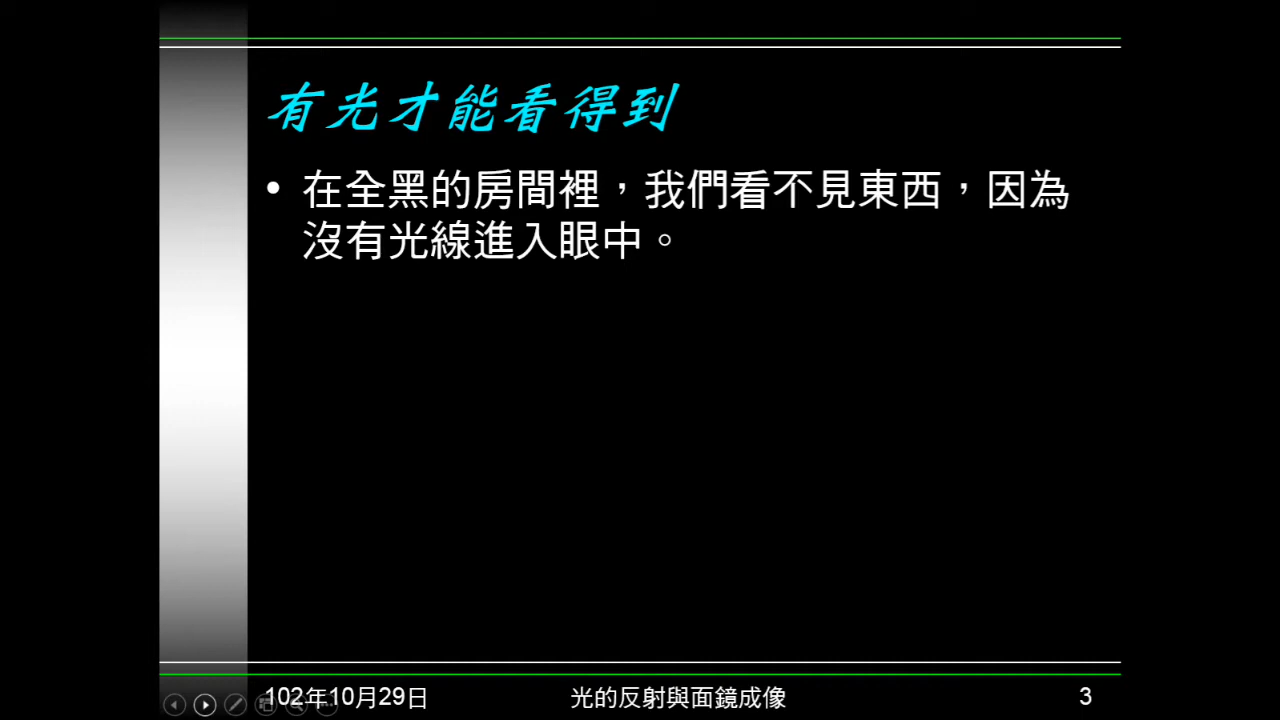 有光才能看得到
• 在全黑的房間裡，我們看不見東西，因為
沒有光線進入眼中。
102年10月29日
光的反射與面鏡成像
3